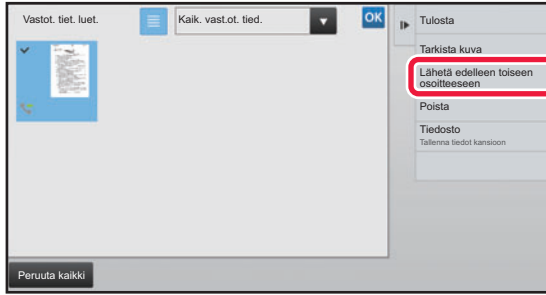 Vastot. tiet. luet.
Kaik. vast.ot. tied.
OK
Tulosta
Tarkista kuva
Lähetä edelleen toiseen
osoitteeseen
Poista
Tiedosto
Tallenna tiedot kansioon
Peruuta kaikki